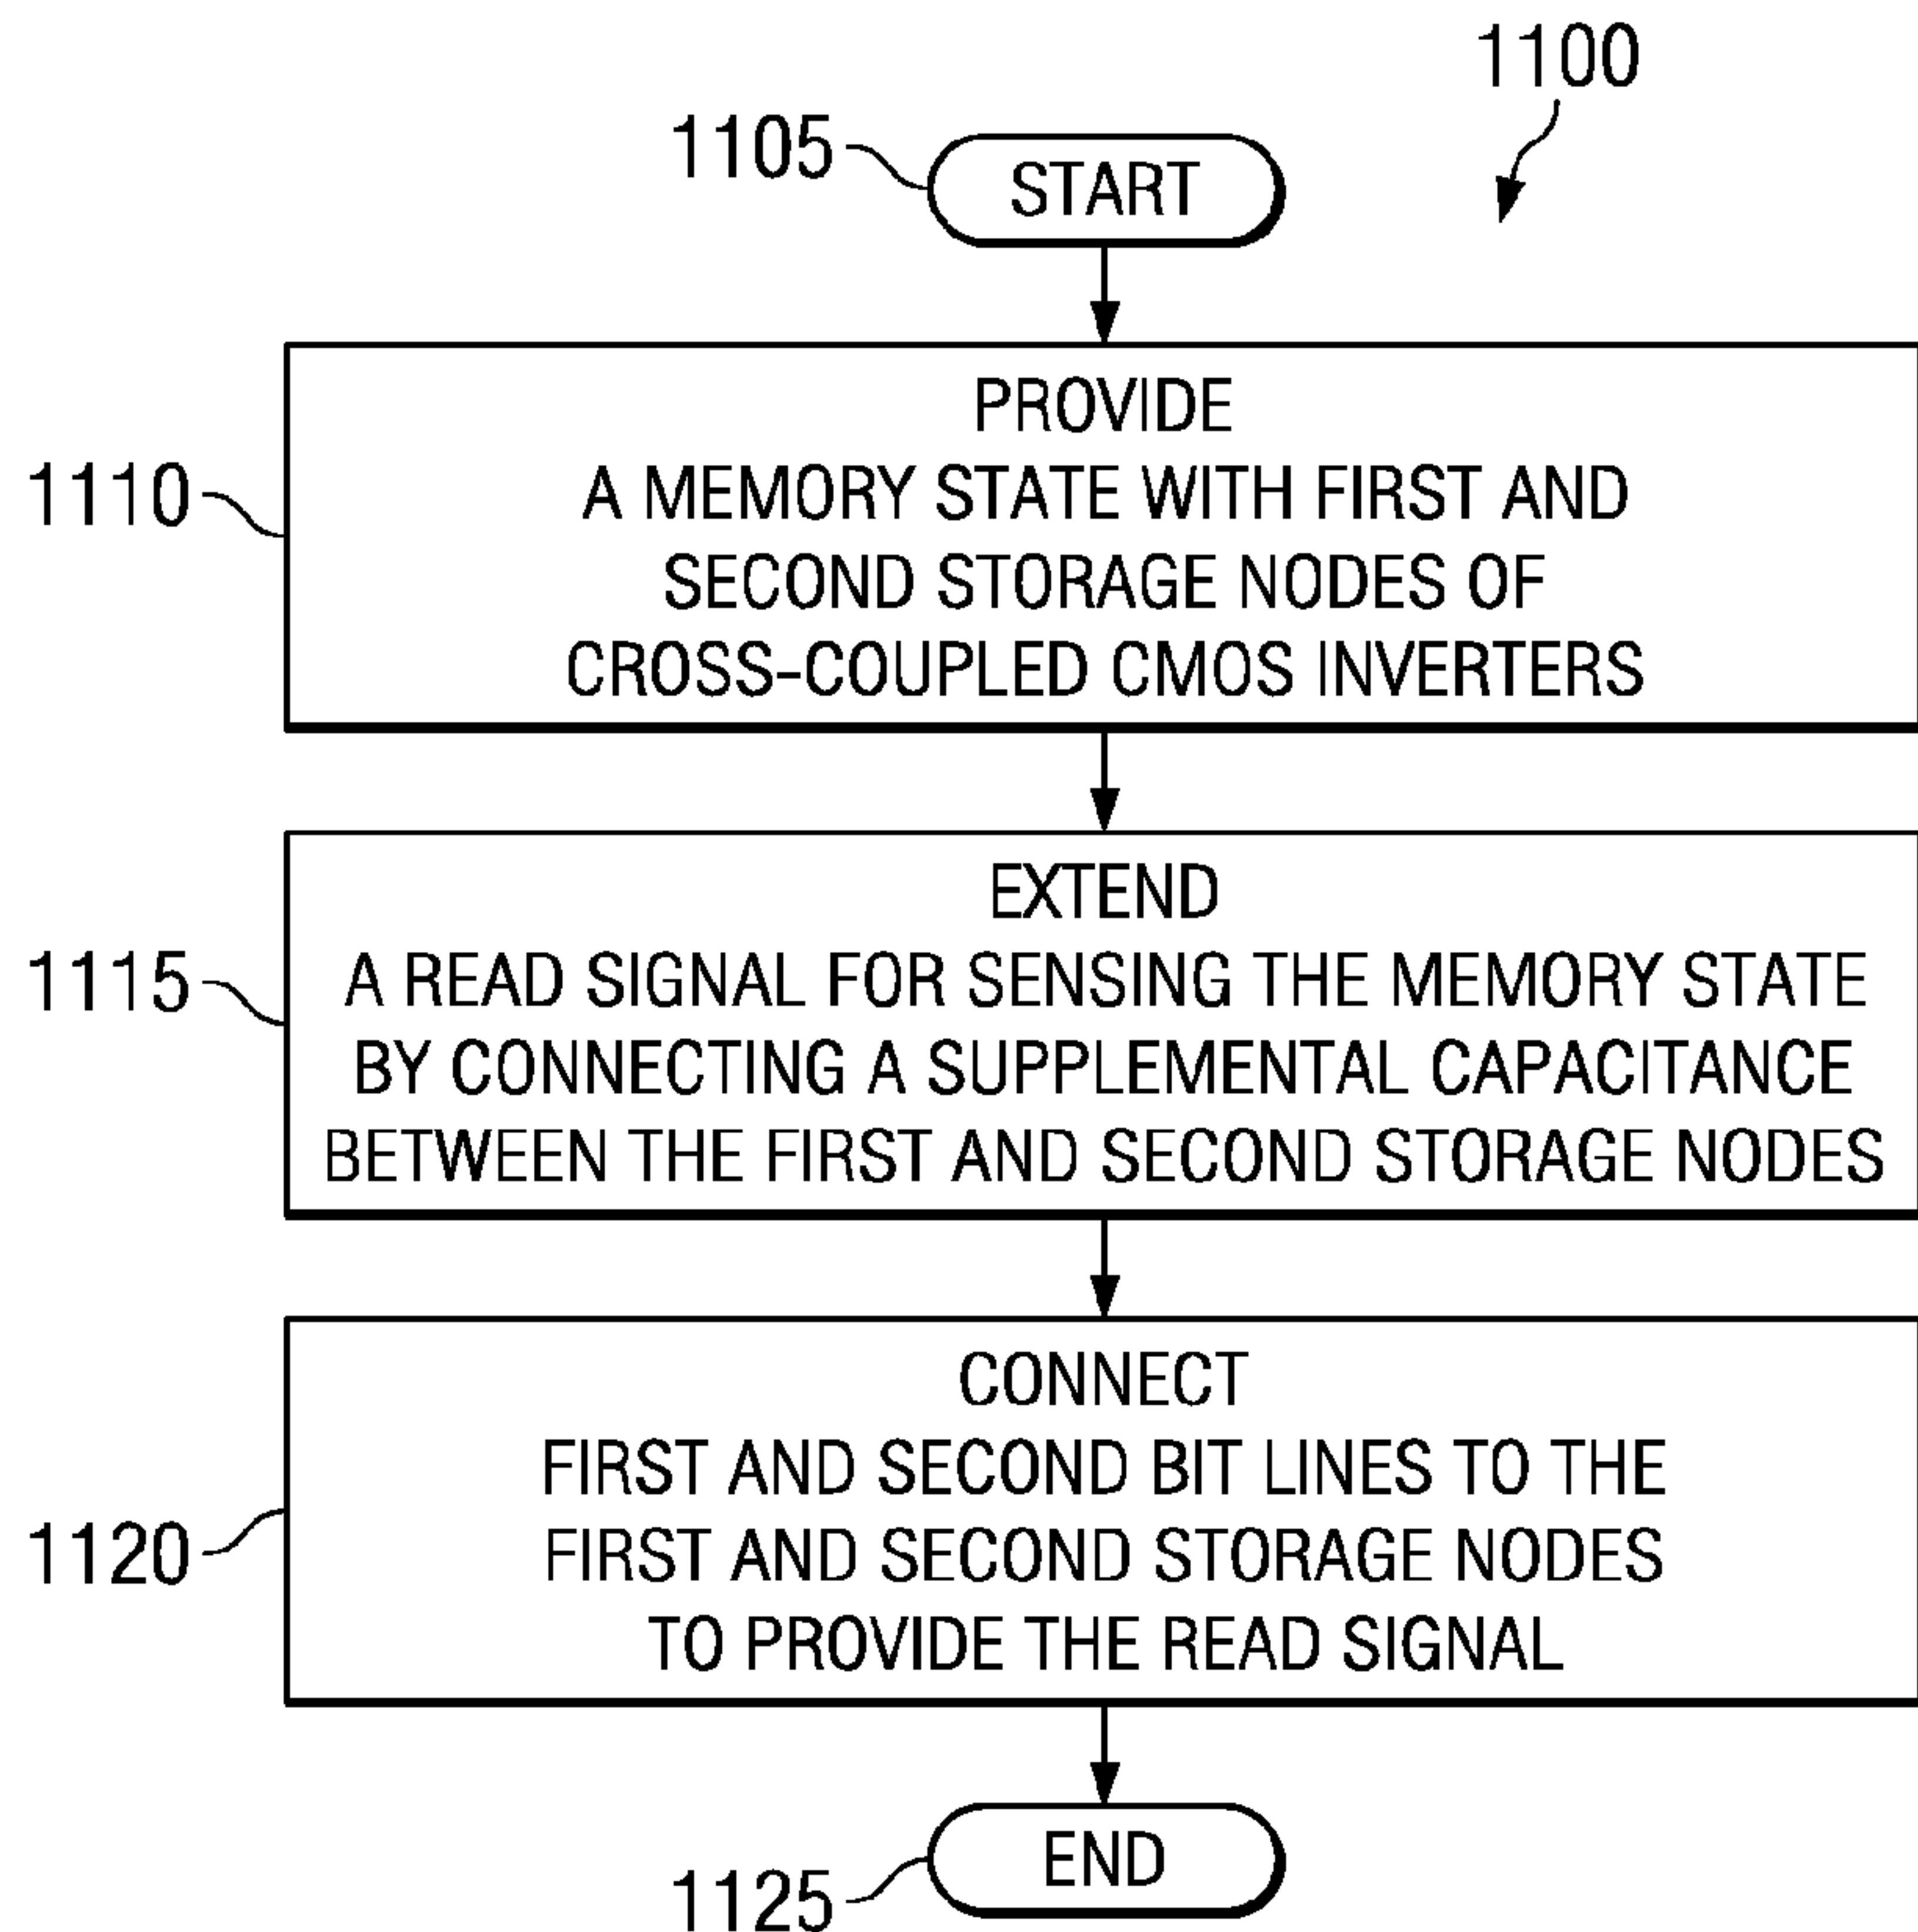 1100
1105
START
1110
PROVIDE
A MEMORY STATE WITH FIRST AND
SECOND STORAGE NODES OF
CROSS-COUPLED CMOS INVERTERS
1115
EXTEND
A READ SIGNAL FOR SENSING THE MEMORY STATE
BY CONNECTING A SUPPLEMENTAL CAPACITANCE
BETWEEN THE FIRST AND SECOND STORAGE NODES
1120
CONNECT
FIRST AND SECOND BIT LINES TO THE
FIRST AND SECOND STORAGE NODES
TO PROVIDE THE READ SIGNAL
1125
END